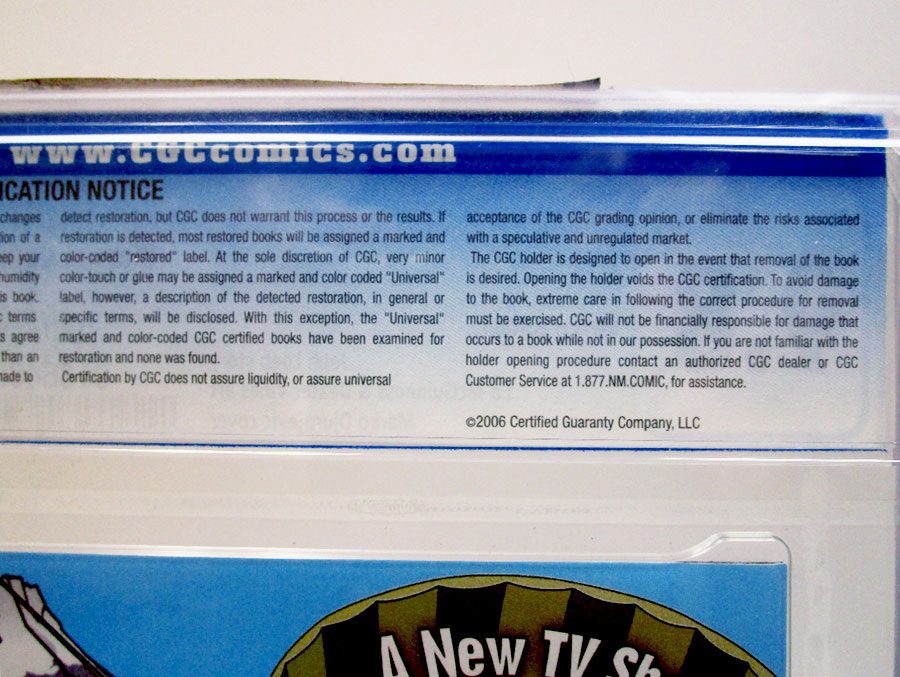 www.CGCcomics.com
ICATION NOTICE
changes
ion of a
eep your
humidity
is book.
terms
s agree
than an
nade to
detect restoration, but CGC does not warrant this process or the results. If
restoration is detected, most restored books will be assigned a marked and
color-coded "restored" label. At the sole discretion of CGC, very minor
color-touch or glue may be assigned a marked and color coded "Universal"
label, however, a description of the detected restoration, in general or
specific terms, will be disclosed. With this exception, the "Universal"
marked and color-coded CGC certified books have been examined for
restoration and none was found.
Certification by CGC does not assure liquidity, or assure universal
acceptance of the CGC grading opinion, or eliminate the risks associated
with a speculative and unregulated market.
The CGC holder is designed to open in the event that removal of the book
is desired. Opening the holder voids the CGC certification. To avoid damage
to the book, extreme care in following the correct procedure for removal
must be exercised. CGC will not be financially responsible for damage that
occurs to a book while not in our possession. If you are not familiar with the
holder opening procedure contact an authorized CGC dealer or CGC
Customer Service at 1.877.NM.COMIC, for assistance.
©2006 Certified Guaranty Company, LLC
A New TV Sh